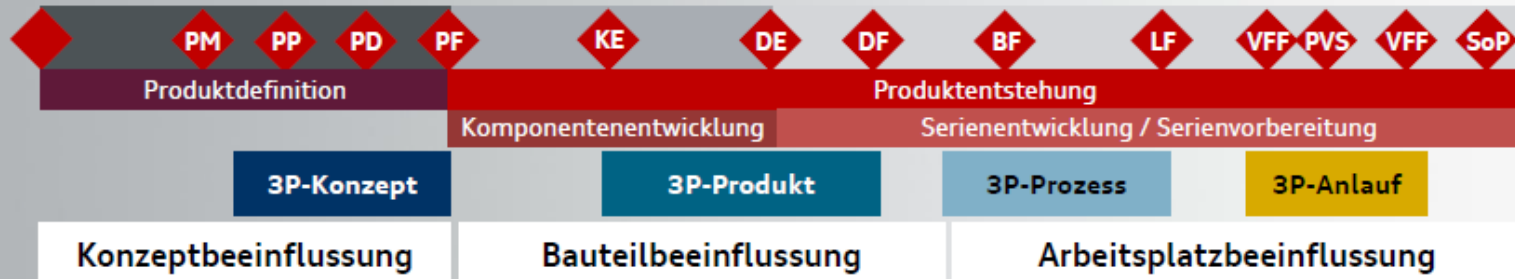 PM PP PD PF KE DE DF BF LF VFF PVS VFF SoP
Produktdefinition Produktentstehung
Komponentenentwicklung Serienentwicklung / Serienvorbereitung
3P-Konzept 3P-Produkt 3P-Prozess 3P-Anlauf
Konzeptbeeinflussung Bauteilbeeinflussung Arbeitsplatzbeeinflussung